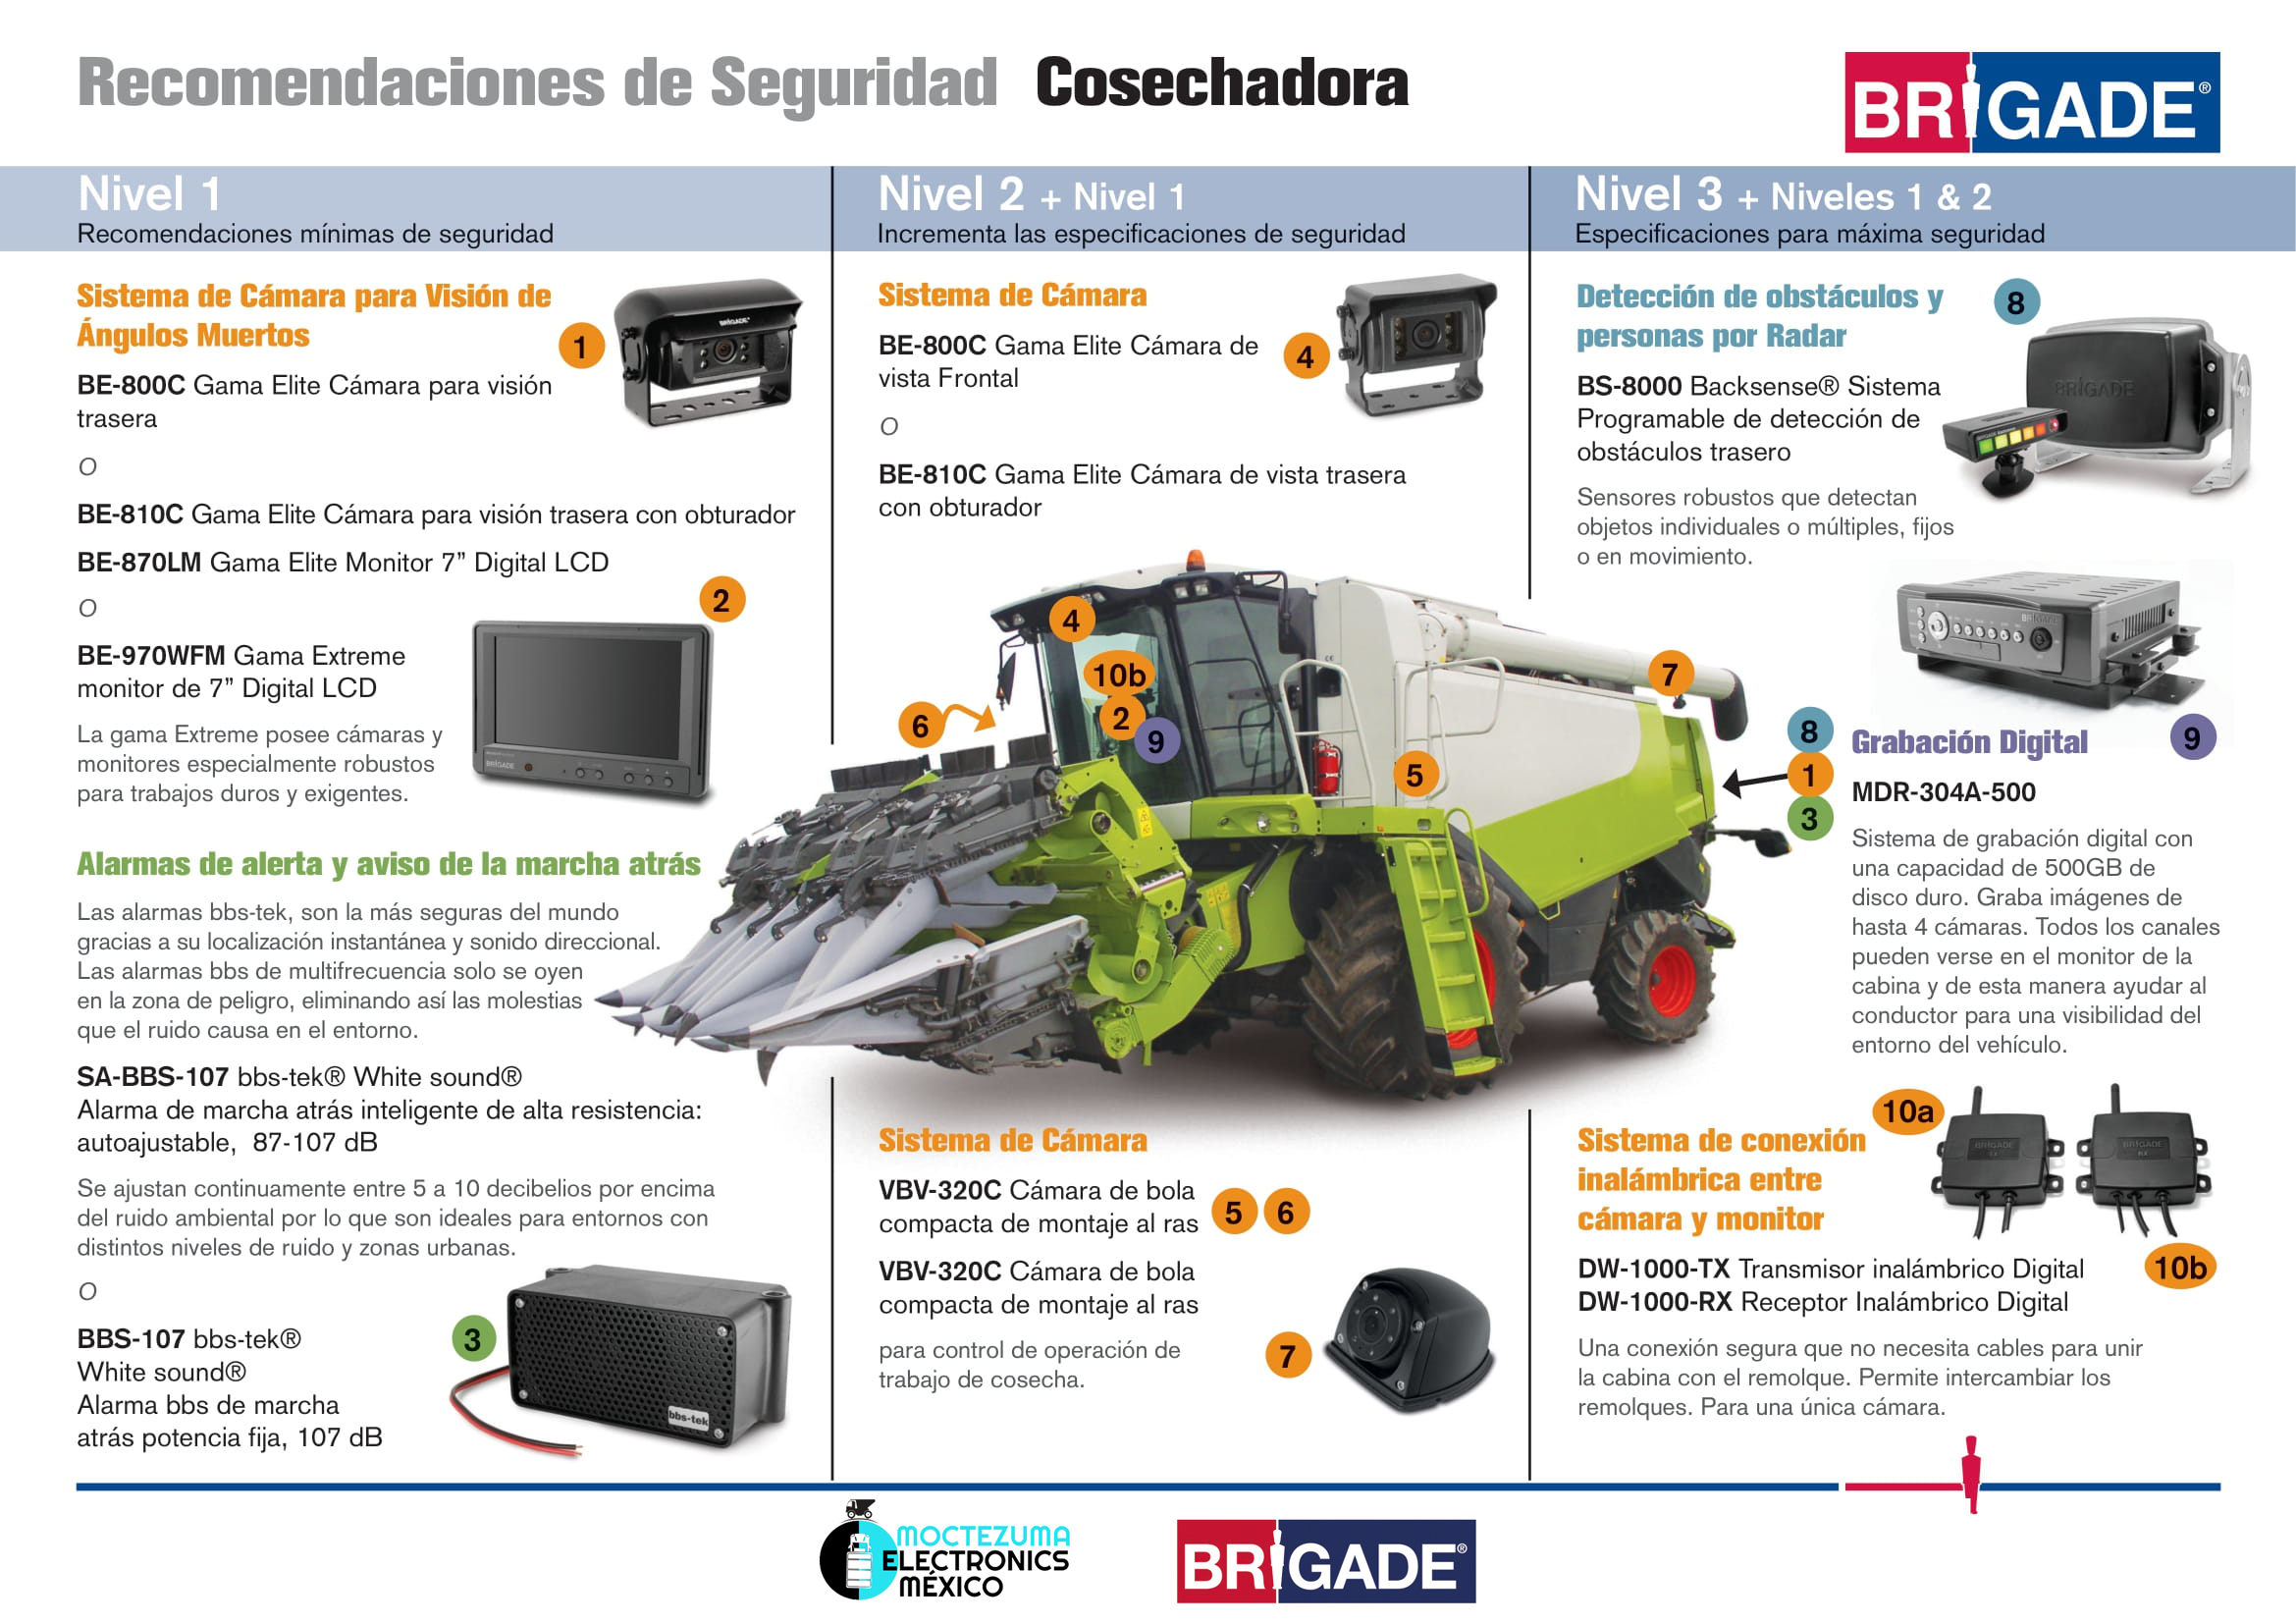 Recomendaciones de Seguridad Cosechadora
BRIGADE®
Nivel 1
Recomendaciones mínimas de seguridad
Sistema de Cámara para Visión de
Ángulos Muertos
1
BRIGADE
BE-800C Gama Elite Cámara para visión
trasera
O
BE-810C Gama Elite Cámara para visión trasera con obturador
BE-870LM Gama Elite Monitor 7” Digital LCD
O
2
BE-970WFM Gama Extreme
monitor de 7” Digital LCD
La gama Extreme posee cámaras y
monitores especialmente robustos
para trabajos duros y exigentes.
BRIGADE
Alarmas de alerta y aviso de la marcha atrás
Las alarmas bbs-tek, son la más seguras del mundo
gracias a su localización instantánea y sonido direccional.
Las alarmas bbs de multifrecuencia solo se oyen
en la zona de peligro, eliminando así las molestias
que el ruido causa en el entorno.
SA-BBS-107 bbs-tek® White sound®
Alarma de marcha atrás inteligente de alta resistencia:
autoajustable, 87-107 dB
Se ajustan continuamente entre 5 a 10 decibelios por encima
del ruido ambiental por lo que son ideales para entornos con
distintos niveles de ruido y zonas urbanas.
O
BBS-107 bbs-tek®
White sound®
Alarma bbs de marcha
atrás potencia fija, 107 dB
3
bbs-tek
Nivel 2 + Nivel 1
Incrementa las especificaciones de seguridad
Sistema de Cámara
BE-800C Gama Elite Cámara de
vista Frontal
4
O
BE-810C Gama Elite Cámara de vista trasera
con obturador
4
10b
2
9
6
5
7
8
1
3
Sistema de Cámara
VBV-320C Cámara de bola
compacta de montaje al ras
5 6
VBV-320C Cámara de bola
compacta de montaje al ras
para control de operación de
trabajo de cosecha.
7
Nivel 3 + Niveles 1 & 2
Especificaciones para máxima seguridad
Detección de obstáculos y
personas por Radar
8
BS-8000 Backsense® Sistema
Programable de detección de
obstáculos trasero
BRIGADE
Sensores robustos que detectan
objetos individuales o múltiples, fijos
o en movimiento.
Grabación Digital
9
MDR-304A-500
Sistema de grabación digital con
una capacidad de 500GB de
disco duro. Graba imágenes de
hasta 4 cámaras. Todos los canales
pueden verse en el monitor de la
cabina y de esta manera ayudar al
conductor para una visibilidad del
entorno del vehículo.
10a
Sistema de conexión
inalámbrica entre
cámara y monitor
BRIGADE
BRIGADE
DW-1000-TX Transmisor inalámbrico Digital
DW-1000-RX Receptor Inalámbrico Digital
10b
Una conexión segura que no necesita cables para unir
la cabina con el remolque. Permite intercambiar los
remolques. Para una única cámara.
MOCTEZUMA
ELECTRONICS
MÉXICO
BRIGADE®